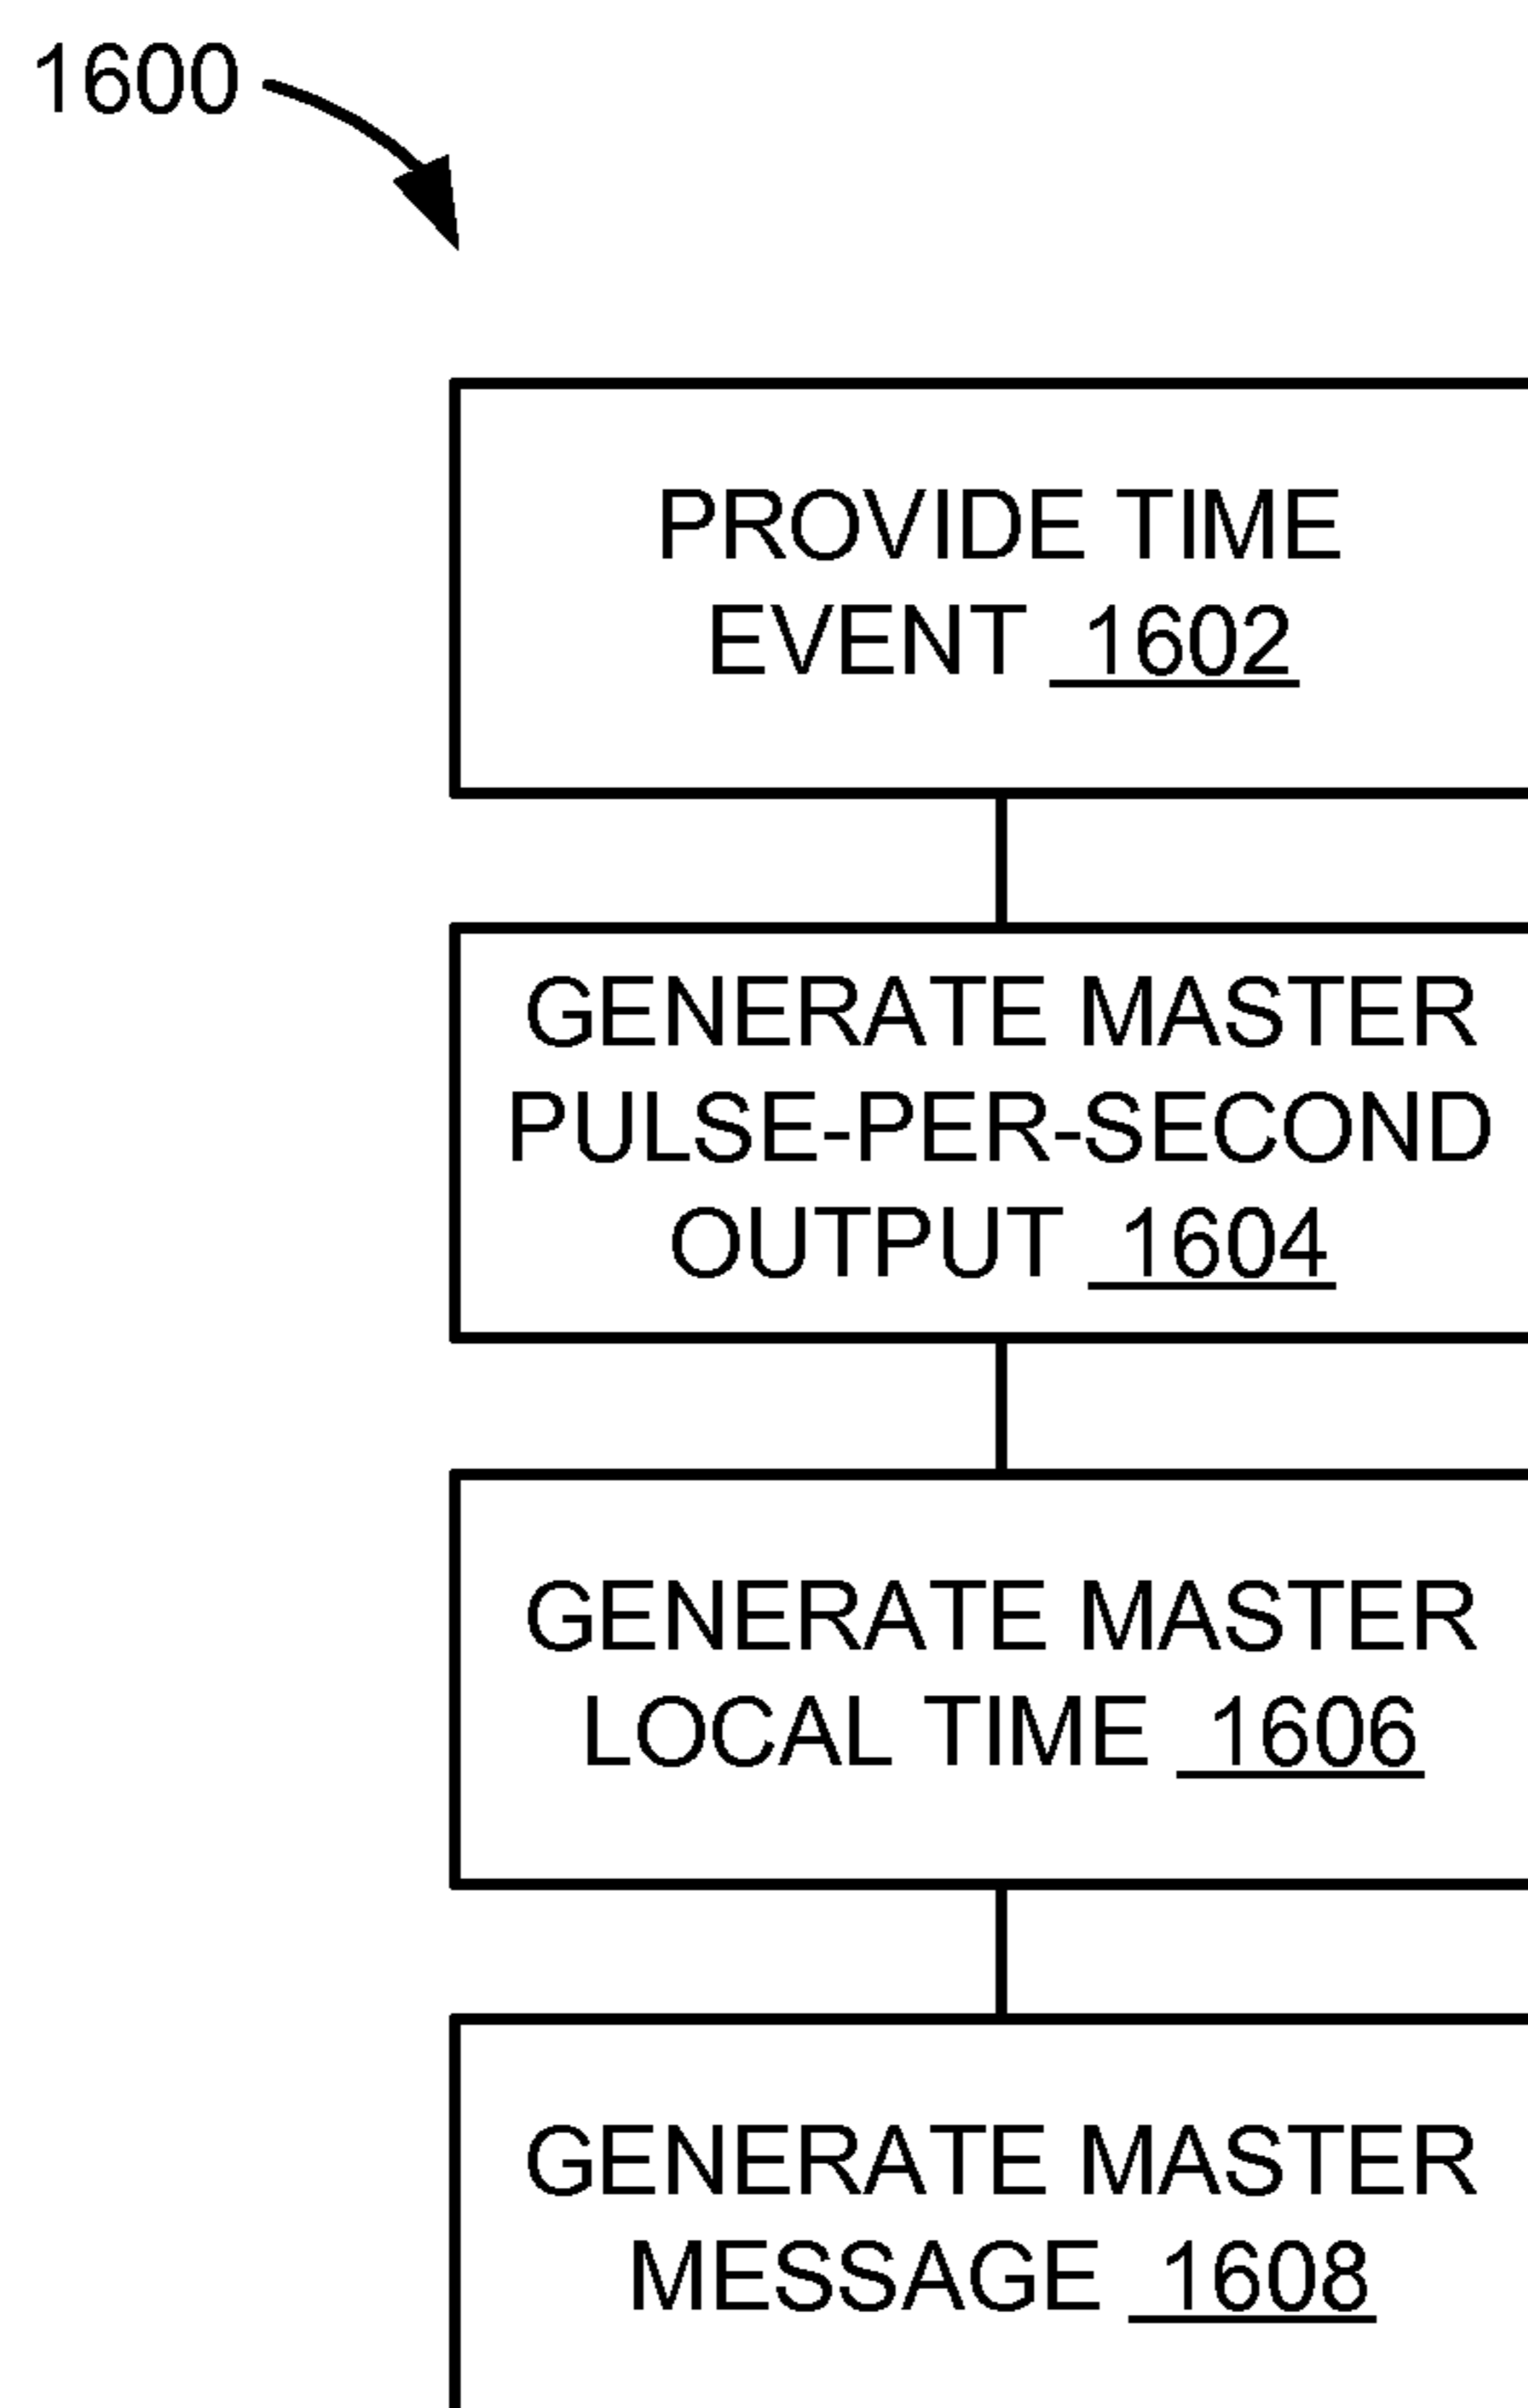 1600
PROVIDE TIME
EVENT 1602
GENERATE MASTER
PULSE-PER-SECOND
OUTPUT 1604
GENERATE MASTER
LOCAL TIME 1606
GENERATE MASTER
MESSAGE 1608